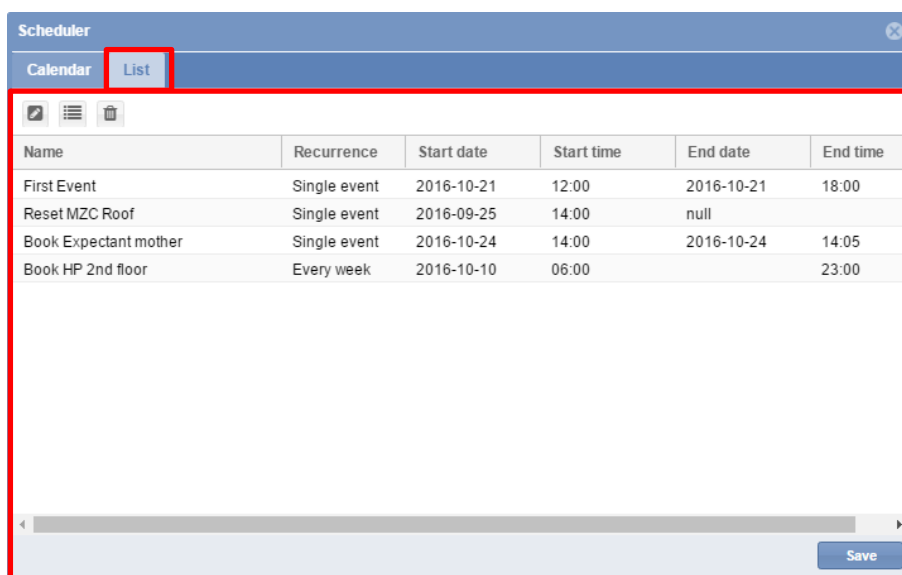 Scheduler
Calendar List
Name Recurrence Start date Start time End date End time
First Event Single event 2016-10-21 12:00 2016-10-21 18:00
Reset MZC Roof Single event 2016-09-25 14:00 null
Book Expectant mother Single event 2016-10-24 14:00 2016-10-24 14:05
Book HP 2nd floor Every week 2016-10-10 06:00 23:00
Save